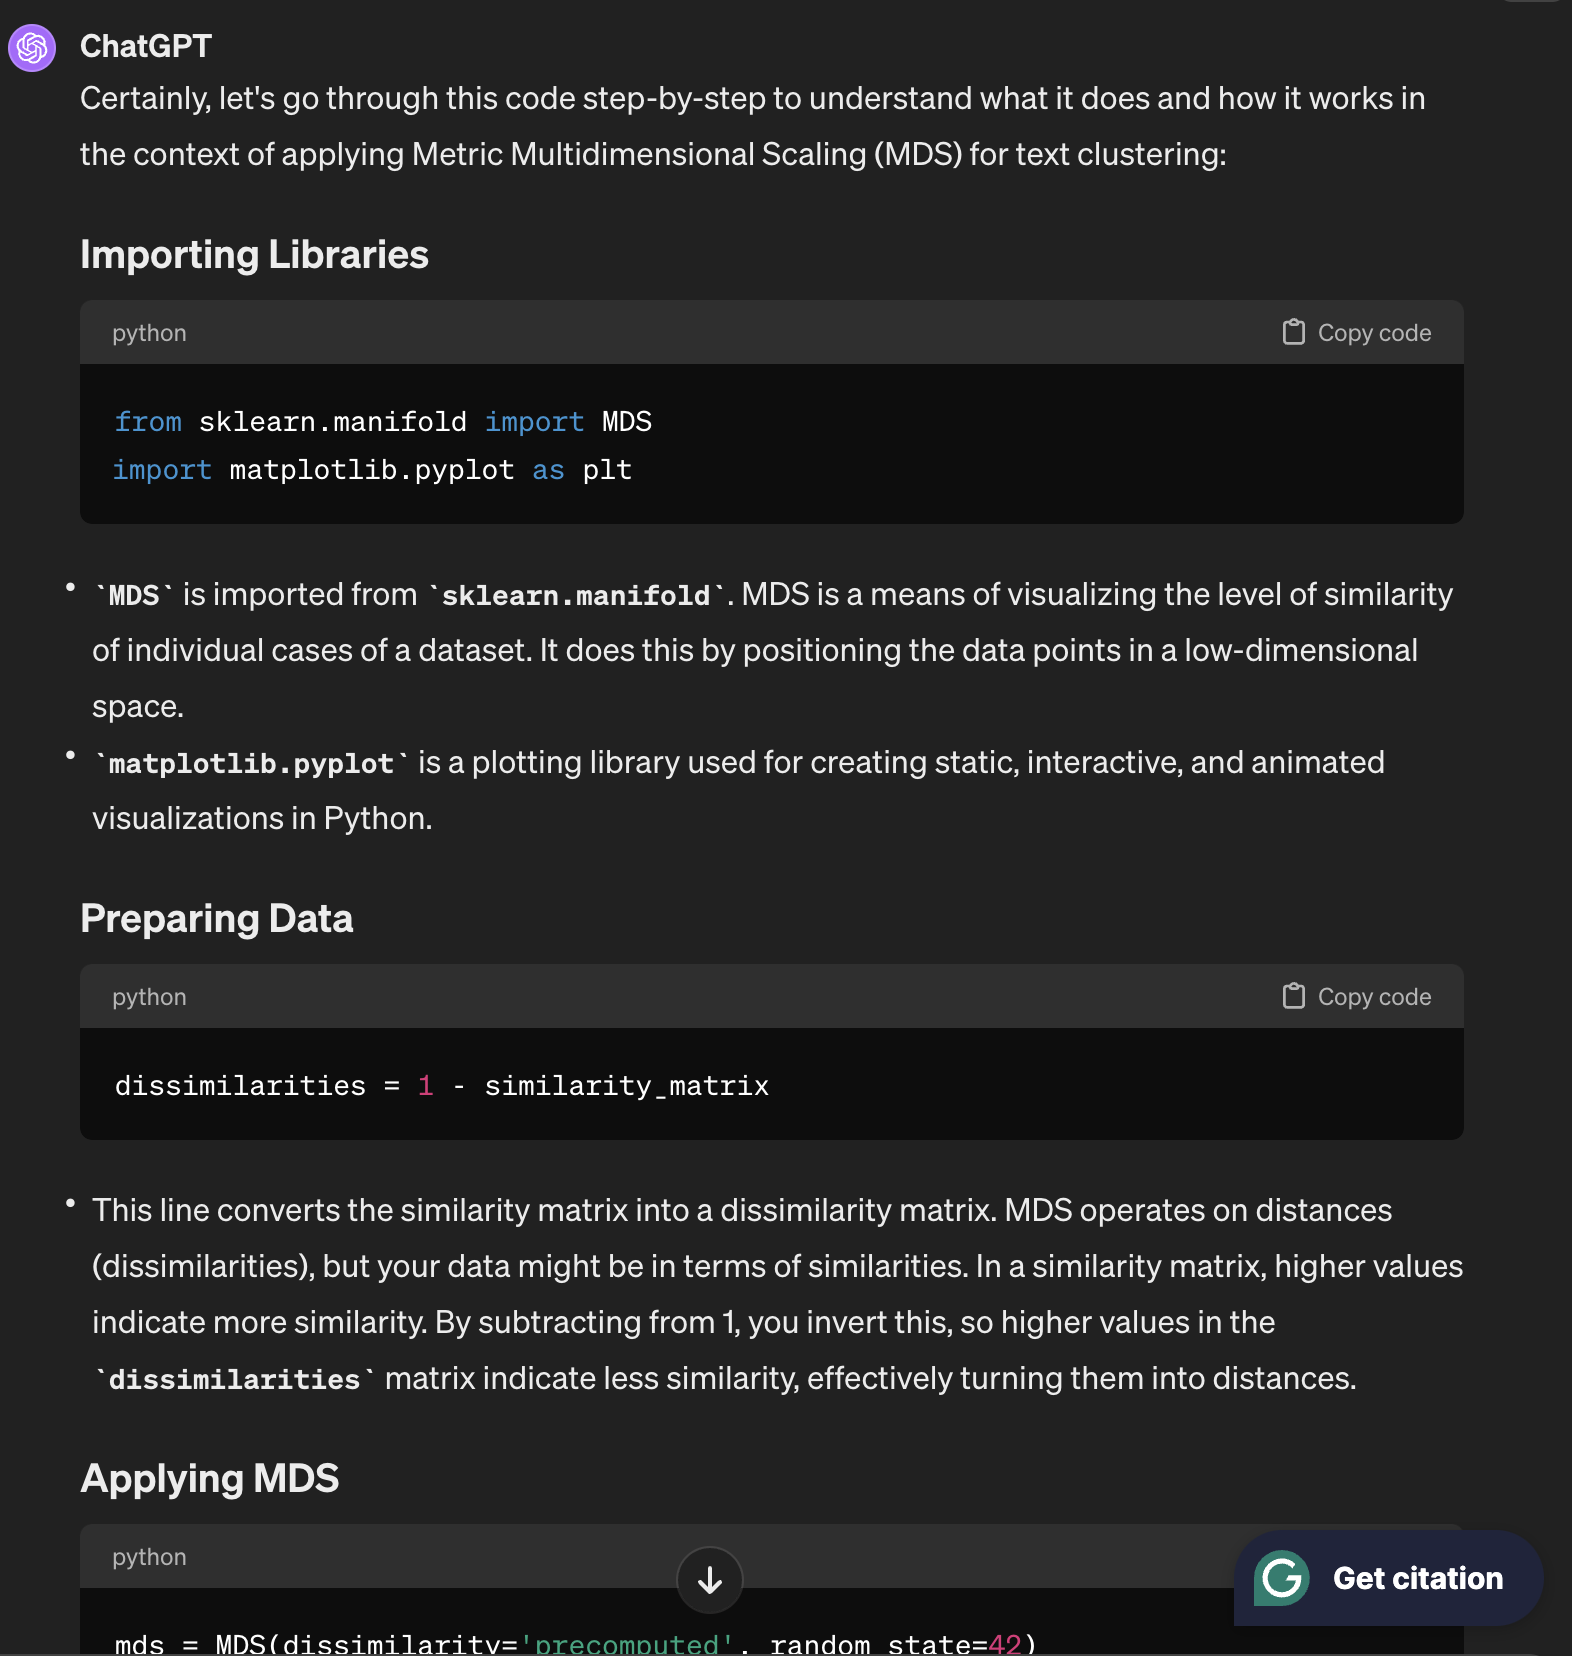 ChatGPT
Certainly, let's go through this code step-by-step to understand what it does and how it works in
the context of applying Metric Multidimensional Scaling (MDS) for text clustering:
Importing Libraries
python
Copy code
from sklearn.manifold import MDS
import matplotlib.pyplot as plt
• `MDS` is imported from `sklearn.manifold`. MDS is a means of visualizing the level of similarity
of individual cases of a dataset. It does this by positioning the data points in a low-dimensional
space.
• `matplotlib.pyplot` is a plotting library used for creating static, interactive, and animated
visualizations in Python.
Preparing Data
python
Copy code
dissimilarities = 1 - similarity_matrix
• This line converts the similarity matrix into a dissimilarity matrix. MDS operates on distances
(dissimilarities), but your data might be in terms of similarities. In a similarity matrix, higher values
indicate more similarity. By subtracting from 1, you invert this, so higher values in the
`dissimilarities` matrix indicate less similarity, effectively turning them into distances.
Applying MDS
python
Get citation
mds = MDS(dissimilarity='precomputed', random_state=42)